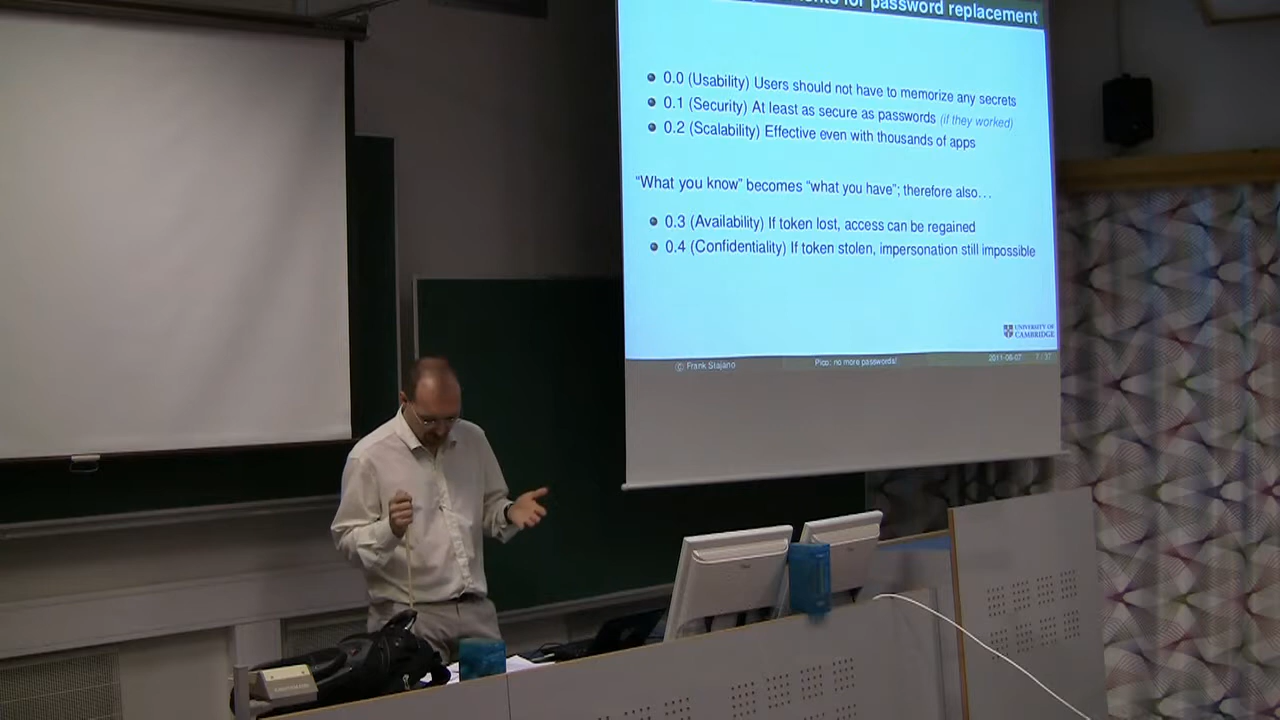 for password replacement
0.0 (Usability) Users should not have to memorize any secrets
0.1 (Security) At least as secure as passwords (if they worked)
0.2 (Scalability) Effective even with thousands of apps
“What you know” becomes “what you have”; therefore also…
0.3 (Availability) If token lost, access can be regained
0.4 (Confidentiality) If token stolen, impersonation still impossible
UNIVERSITY OF
CAMBRIDGE
© Frank Stajano Pico: no more passwords! 2011-06-07 7 / 37